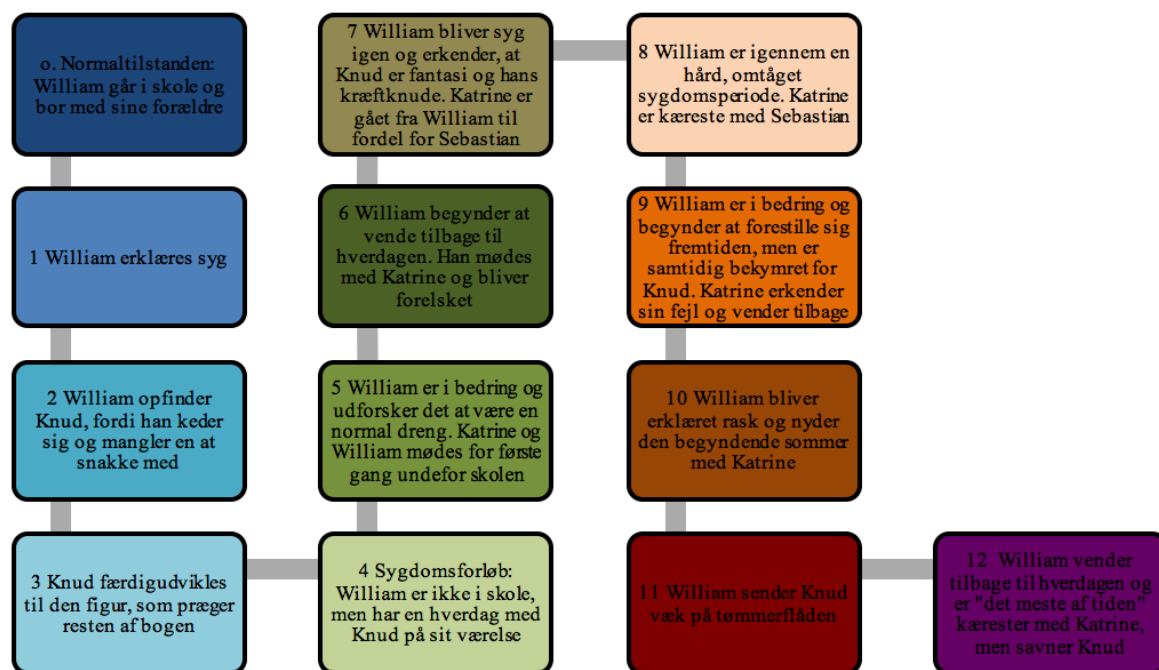 o. Normaltilstanden:
William går i skole og
bor med sine forældre
1 William erklæres syg
2 William opfinder
Knud, fordi han keder
sig og mangler en at
snakke med
3 Knud færdigudvikles
til den figur, som præger
resten af bogen
4 Sygdomsforløb:
William er ikke i skole,
men har en hverdag med
Knud på sit værelse
5 William er i bedring og
udforsker det at være en
normal dreng. Katrine og
William mødes for første
gang undefor skolen
6 William begynder at
vende tilbage til
hverdagen. Han mødes
med Katrine og bliver
forelsket
7 William bliver syg
igen og erkender, at
Knud er fantasi og hans
kræftknude. Katrine er
gået fra William til
fordel for Sebastian
8 William er igennem en
hård, omtåget
sygdomsperiode. Katrine
er kæreste med Sebastian
9 William er i bedring og
begynder at forestille sig
fremtiden, men er
samtidig bekymret for
Knud. Katrine erkender
sin fejl og vender tilbage
10 William bliver
erklæret rask og nyder
den begyndende sommer
med Katrine
11 William sender Knud
væk på tømmerflåden
12 William vender
tilbage til hverdagen og
er "det meste af tiden"
kærester med Katrine,
men savner Knud